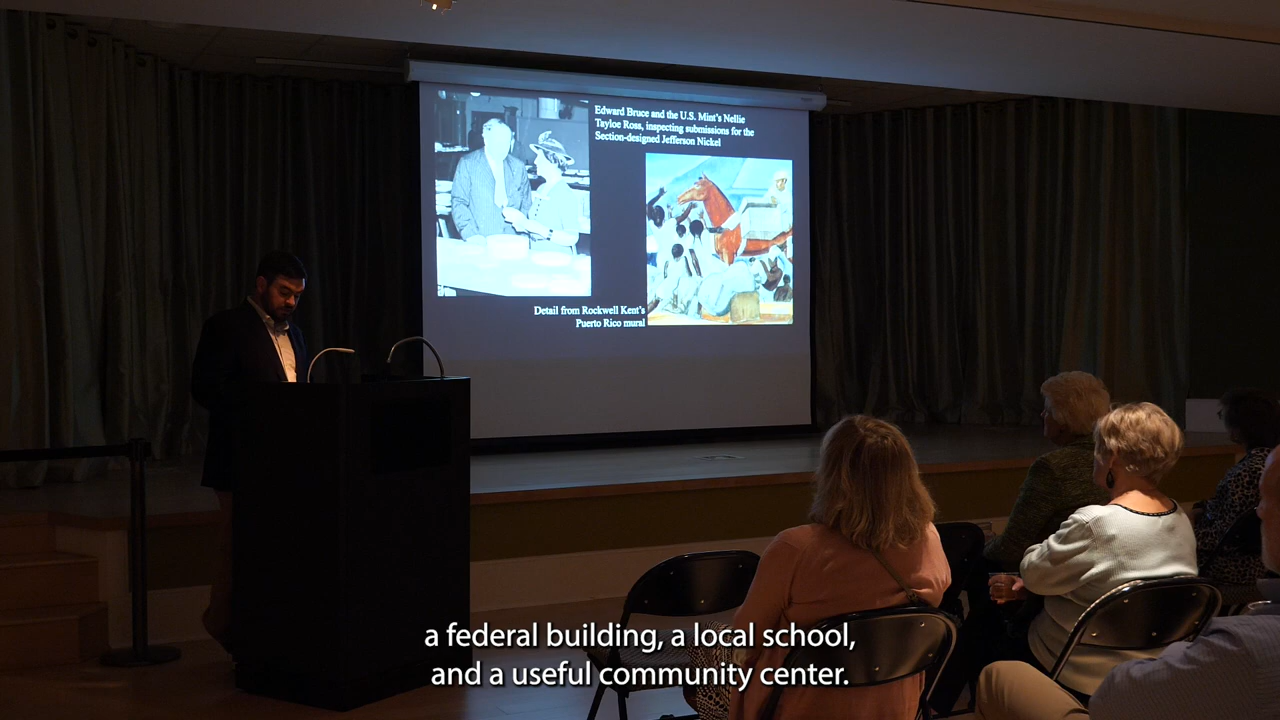 Edward Bruce and the U.S. Mint's Nellie
Tayloe Ross, inspecting submissions for the
Section-designed Jefferson Nickel
Detail from Rockwell Kent's
Puerto Rico mural
a federal building, a local school,
and a useful community center.